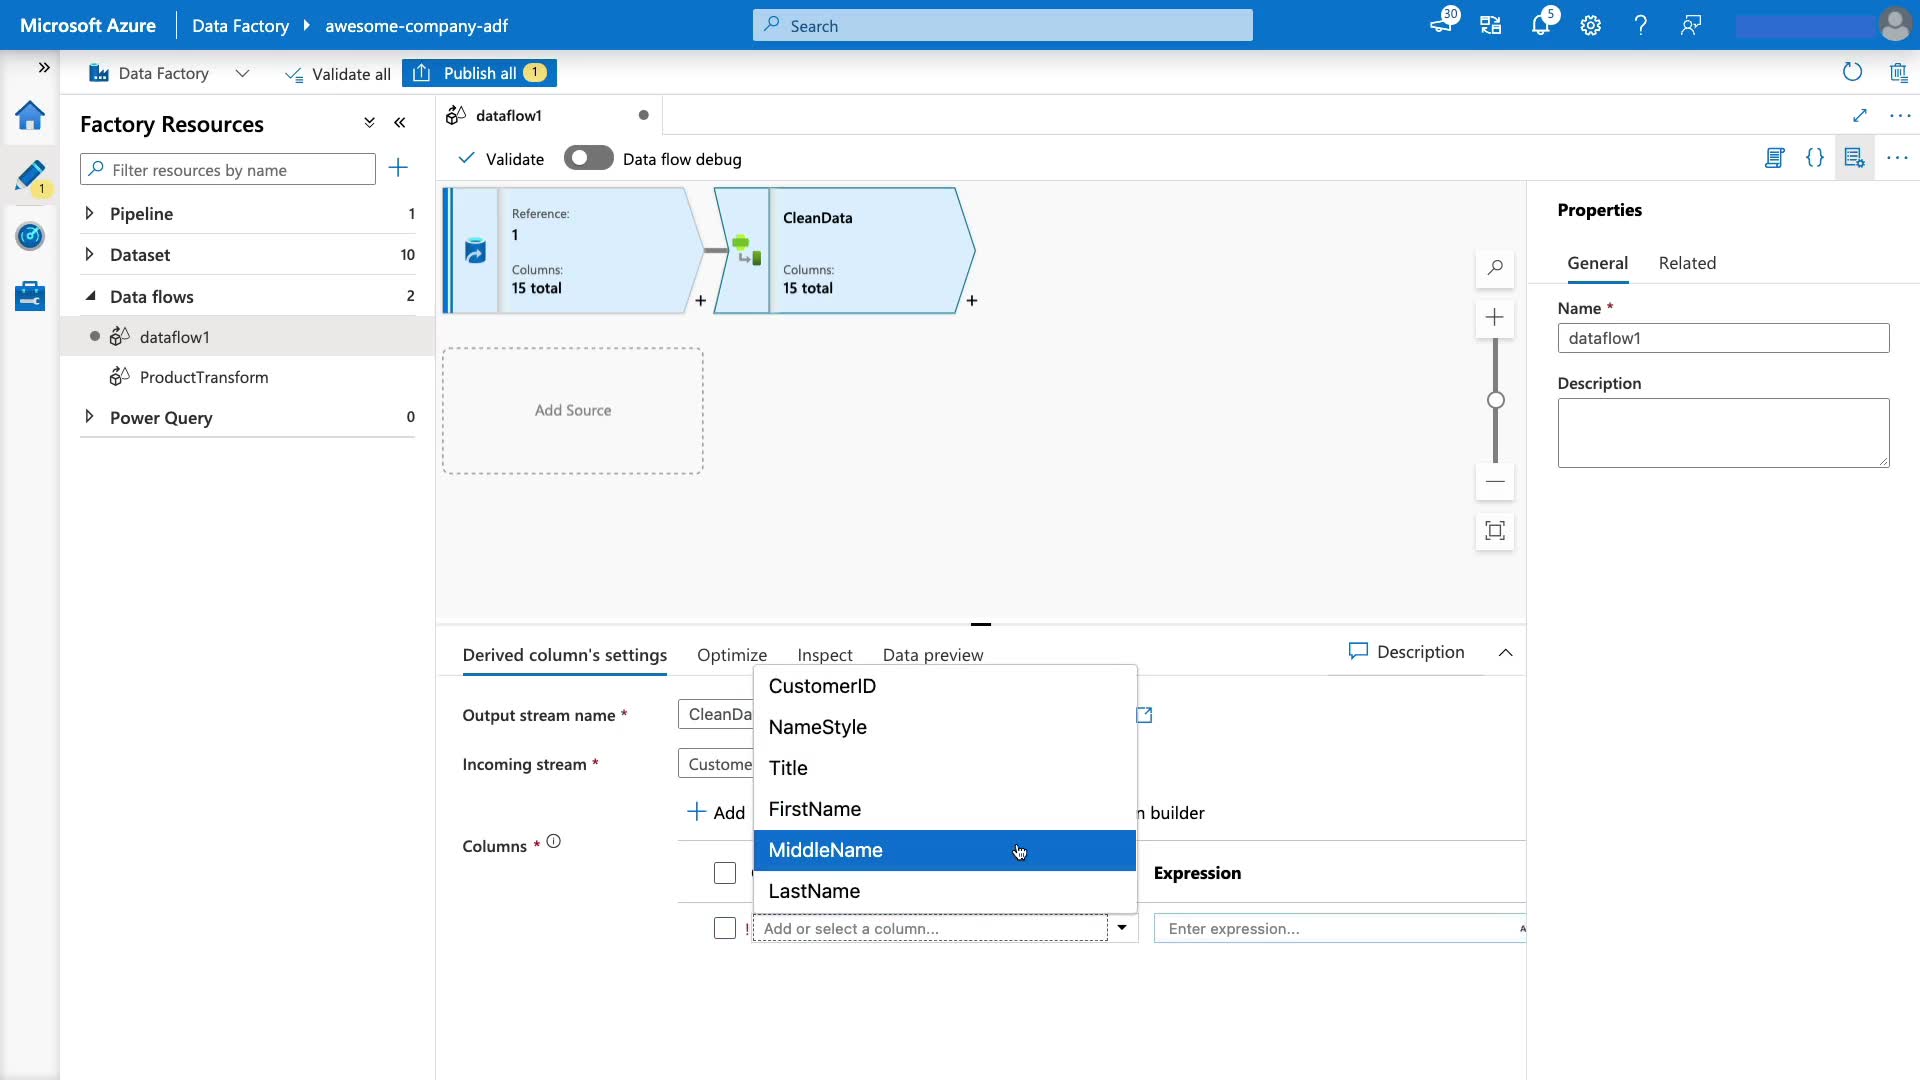 Microsoft Azure
Data Factory
awesome-company-adf
Search
30
5
Data Factory
Validate all
Publish all
1
Factory Resources
dataflow1
Filter resources by name
Validate
Data flow debug
1
Pipeline
1
Dataset
10
Data flows
2
dataflow1
ProductTransform
Power Query
0
Reference:
1
Columns:
15 total
CleanData
Columns:
15 total
Add Source
Properties
General
Related
Name *
dataflow1
Description
Derived column's settings
Optimize
Inspect
Data preview
Description
Output stream name *
CleanDa
Incoming stream *
Custome
Add
n builder
Columns *
CustomerID
NameStyle
Title
FirstName
MiddleName
LastName
Expression
! Add or select a column...
Enter expression...